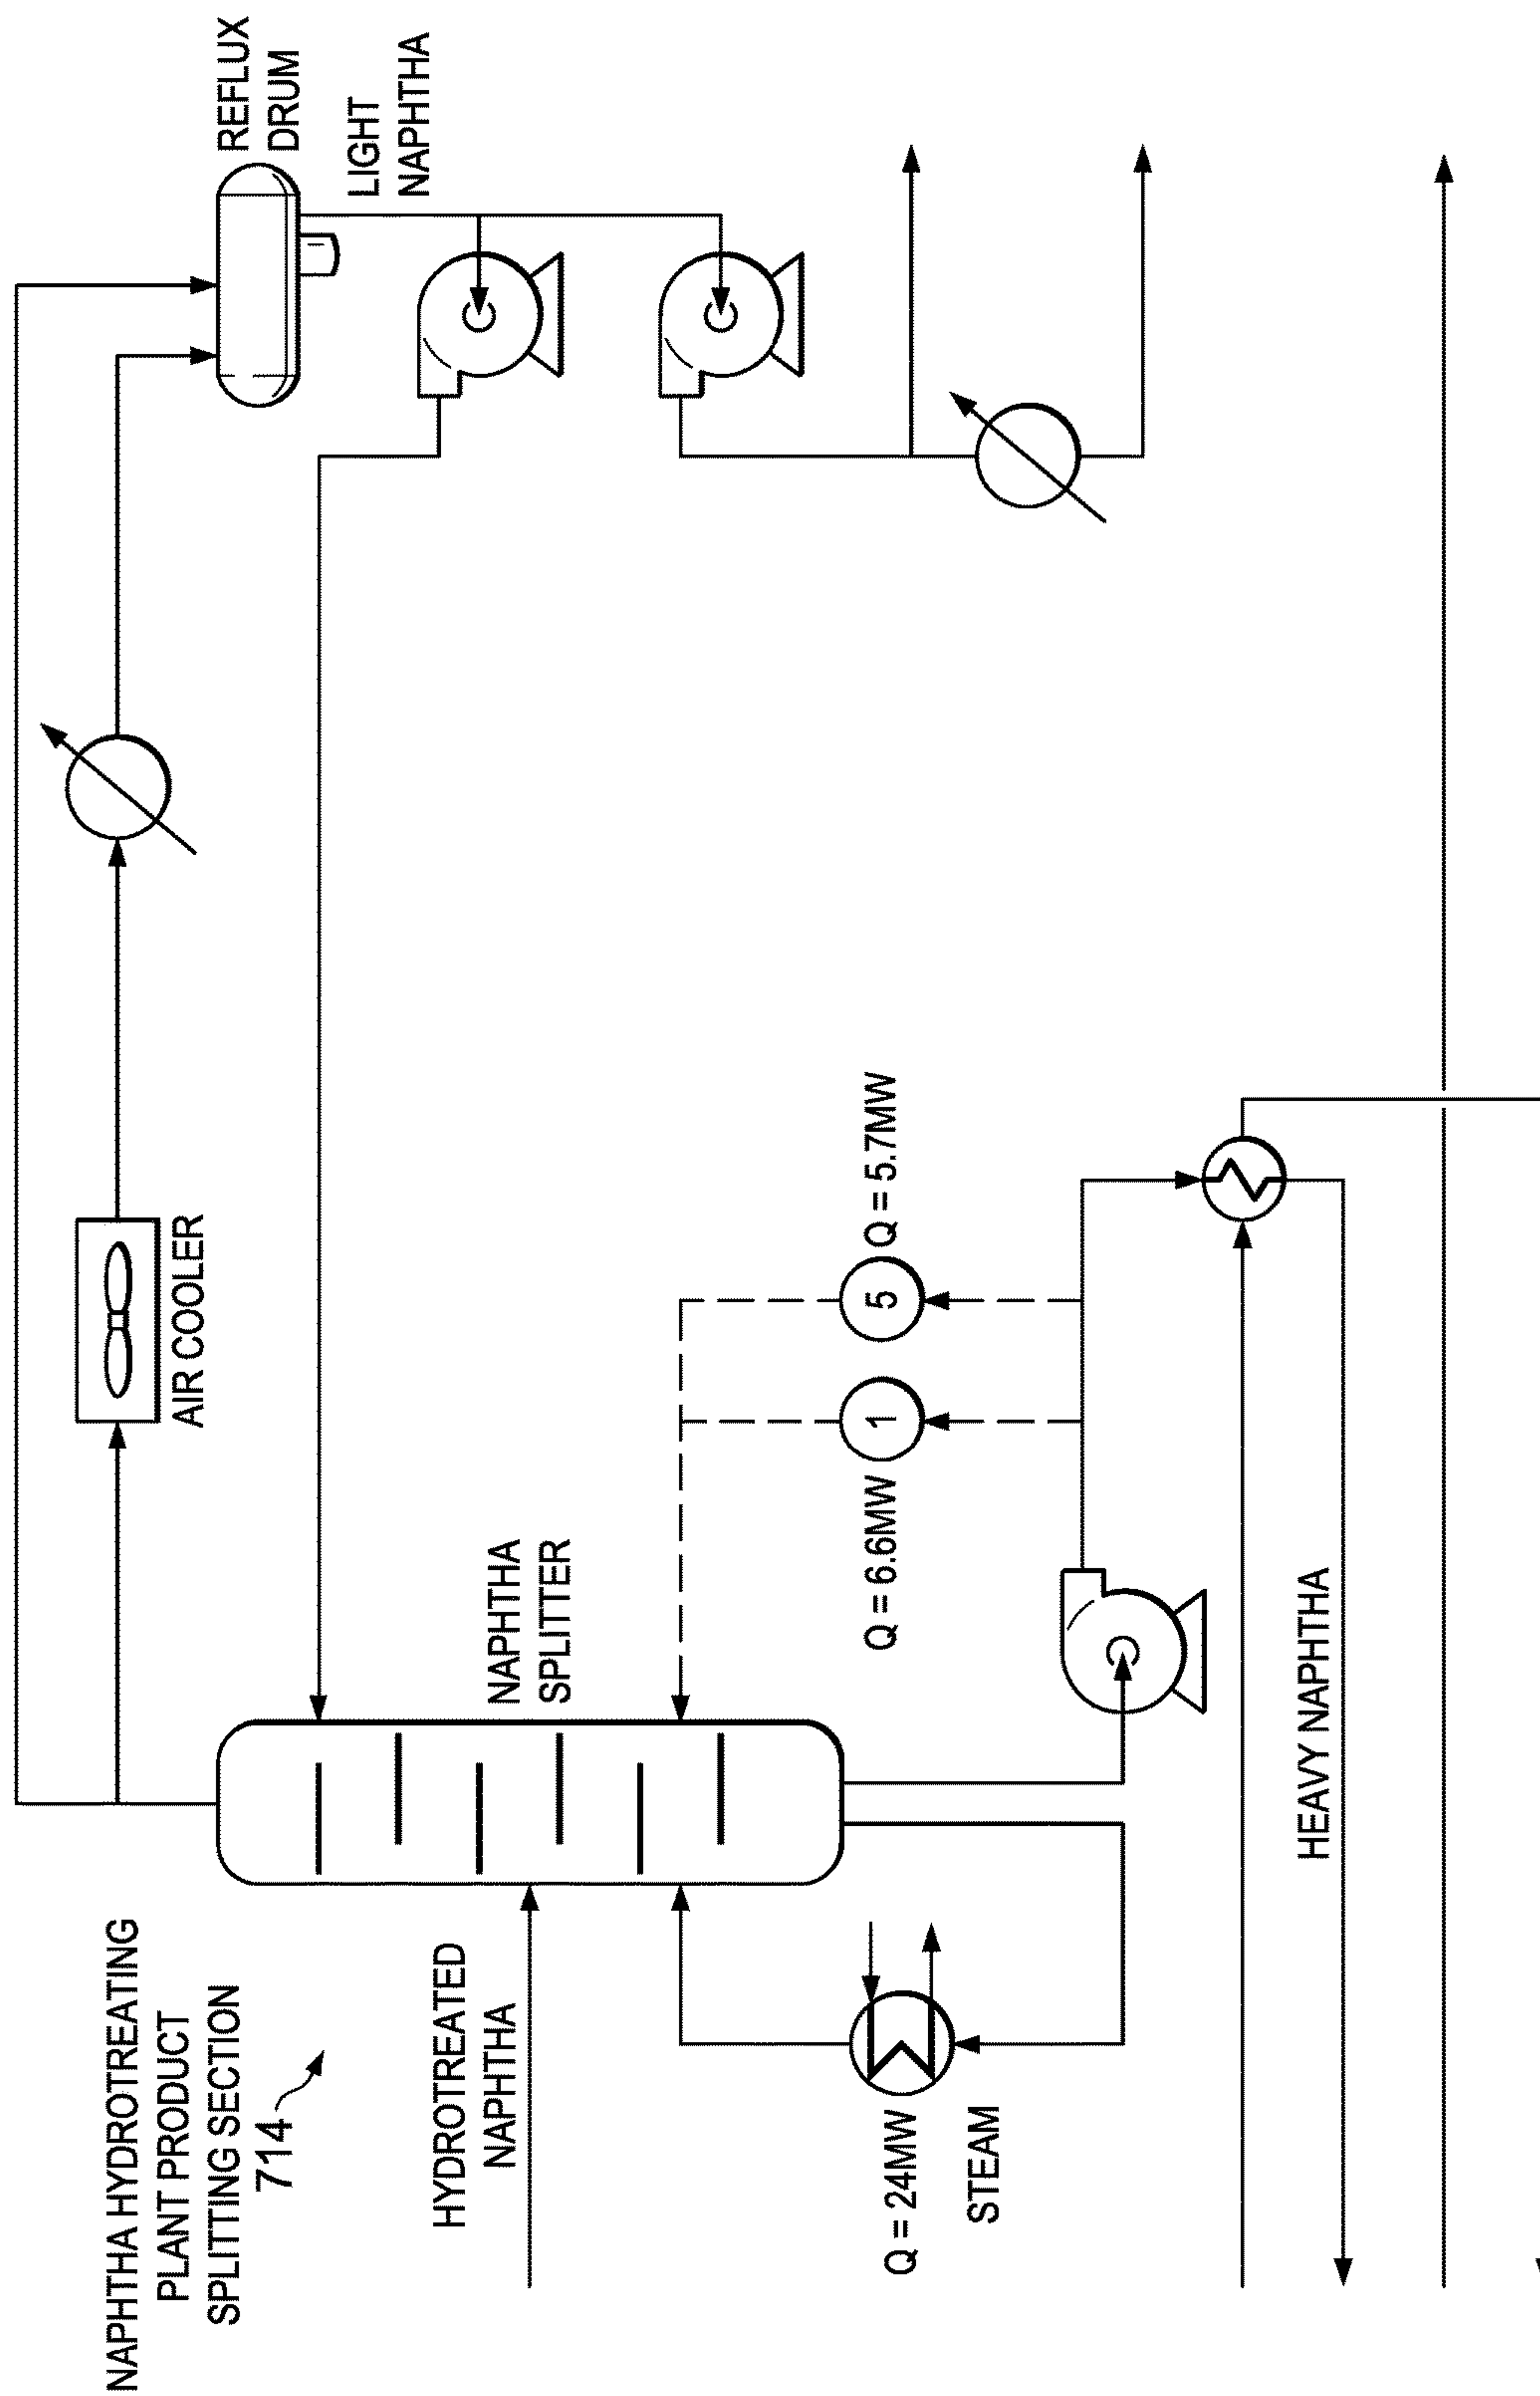 NAPHTHA HYDROTREATING
PLANT PRODUCT
SPLITTING SECTION
714
REFLUX
DRUM
LIGHT
NAPHTHA
AIR COOLER
NAPHTHA
SPLITTER
HYDROTREATED
NAPHTHA
Q = 24MW
STEAM
Q = 6.6MW
1
5
Q = 5.7MW
HEAVY NAPHTHA